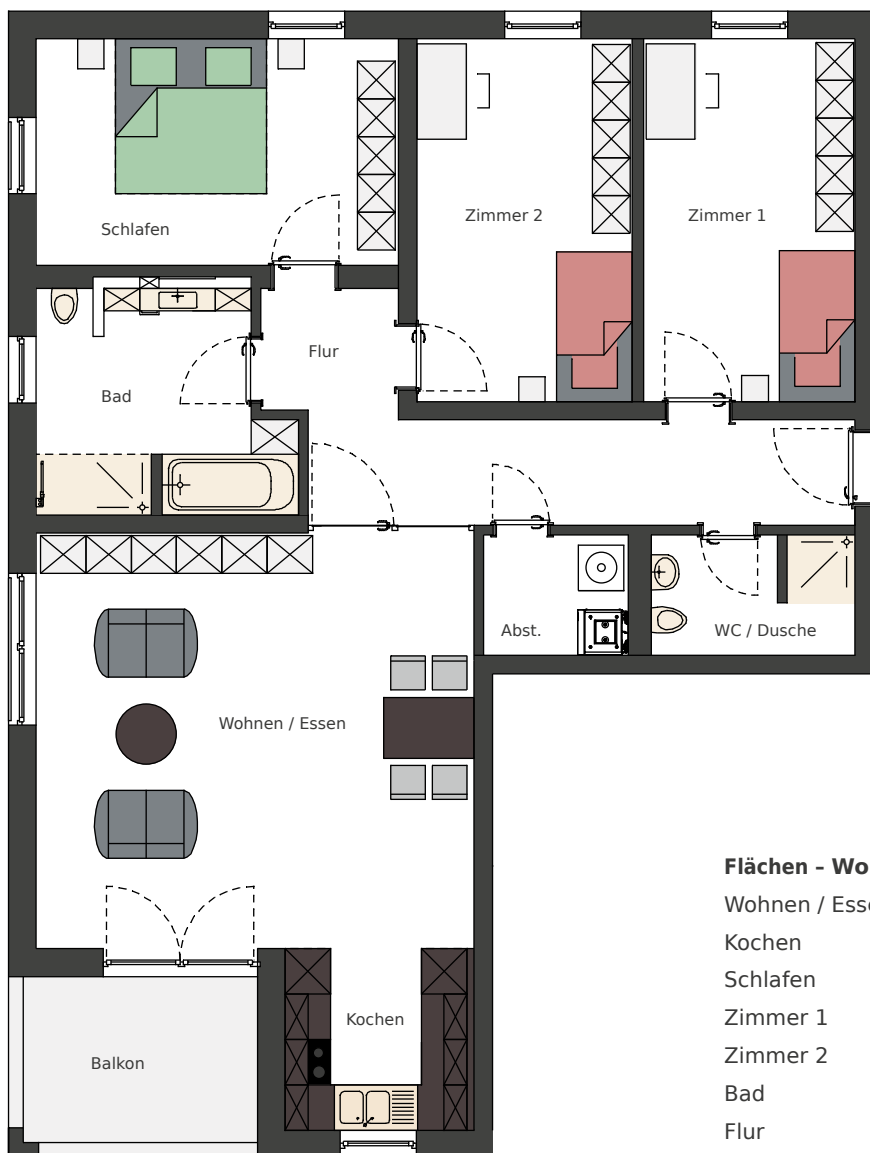 Schlafen
Zimmer 2
Zimmer 1
Flur
Bad
Abst.
WC / Dusche
Wohnen / Essen
Kochen
Balkon
Flächen – Wo
Wohnen / Esse
Kochen
Schlafen
Zimmer 1
Zimmer 2
Bad
Flur